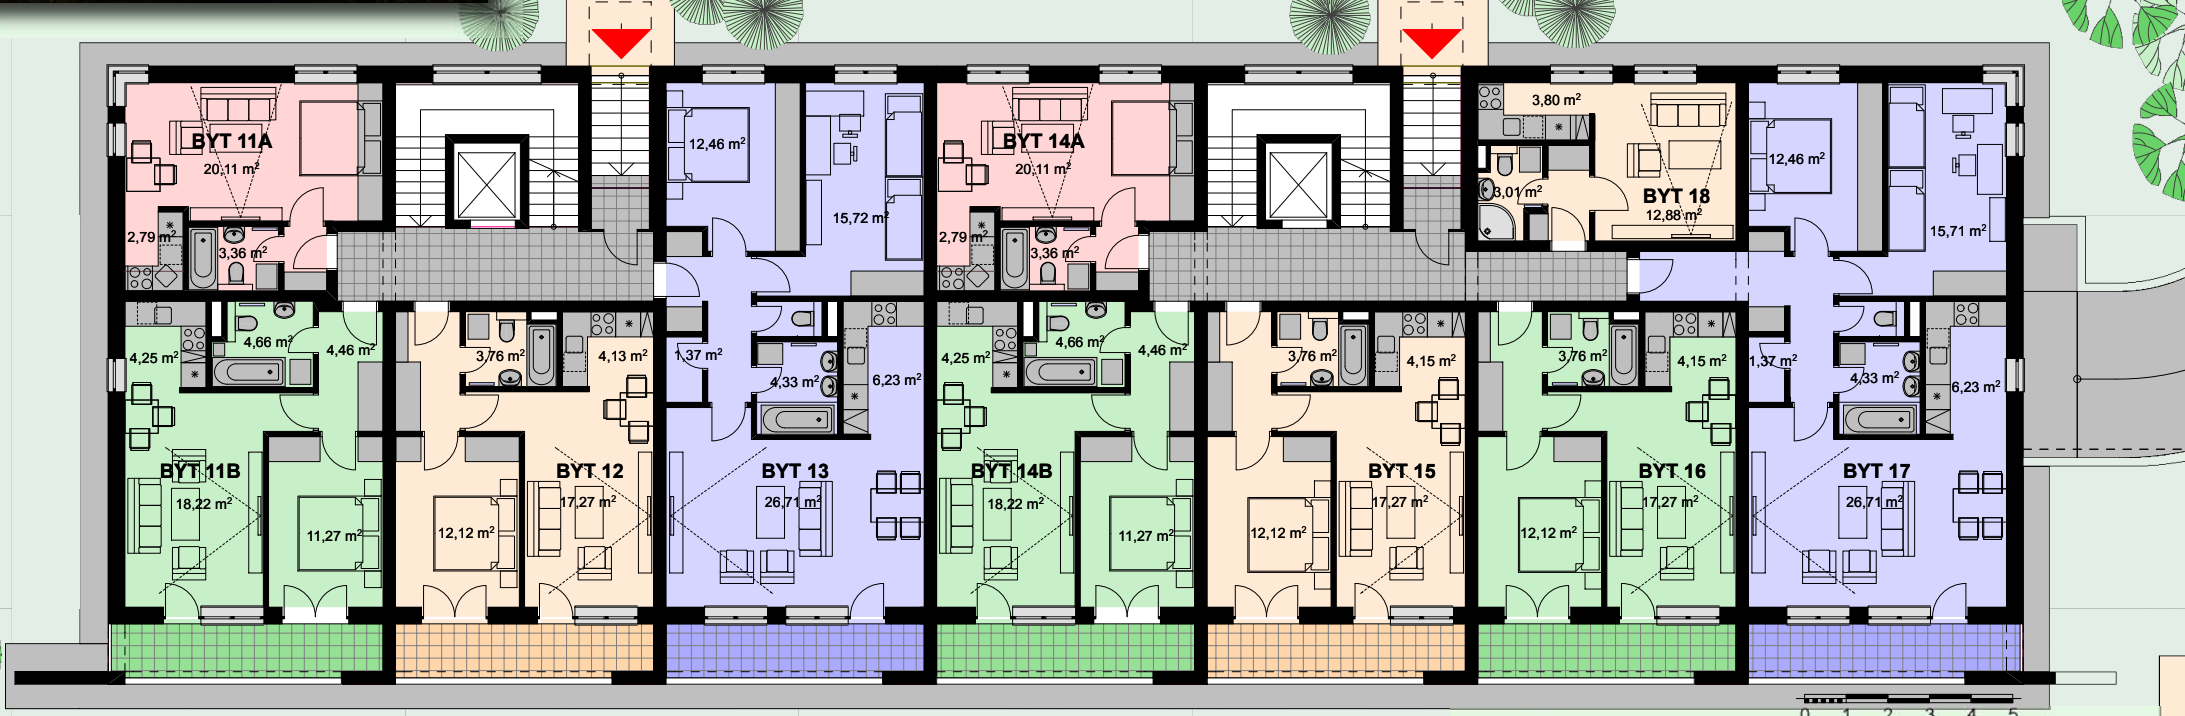 BYT 11A
20,11 m²
2,79 m²
3,36 m²
12,46 m²
15,72 m²
BYT 14A
20,11 m²
2,79 m²
3,36 m²
3,80 m²
3,01 m²
BYT 18
12,88 m²
12,46 m²
15,71 m²
4,25 m²
4,66 m²
4,46 m²
3,76 m²
4,13 m²
1,37 m²
4,33 m²
6,23 m²
4,25 m²
4,66 m²
4,46 m²
3,76 m²
4,15 m²
3,76 m²
4,15 m²
1,37 m²
4,33 m²
6,23 m²
BYT 11B
18,22 m²
11,27 m²
BYT 12
17,27 m²
12,12 m²
BYT 13
26,71 m²
BYT 14B
18,22 m²
11,27 m²
BYT 15
17,27 m²
12,12 m²
BYT 16
17,27 m²
12,12 m²
BYT 17
26,71 m²
0 1 2 3 4 5